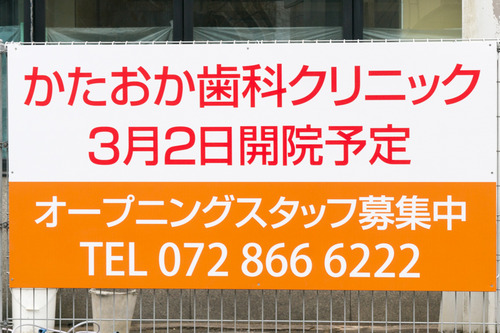 かたおか歯科クリニック
3月2日開院予定
オープニングスタッフ募集中
TEL 072 866 6222